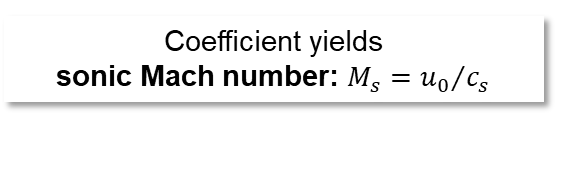 Coefficient yields
sonic Mach number: 𝑀ₛ = 𝑢₀/𝑐ₛ